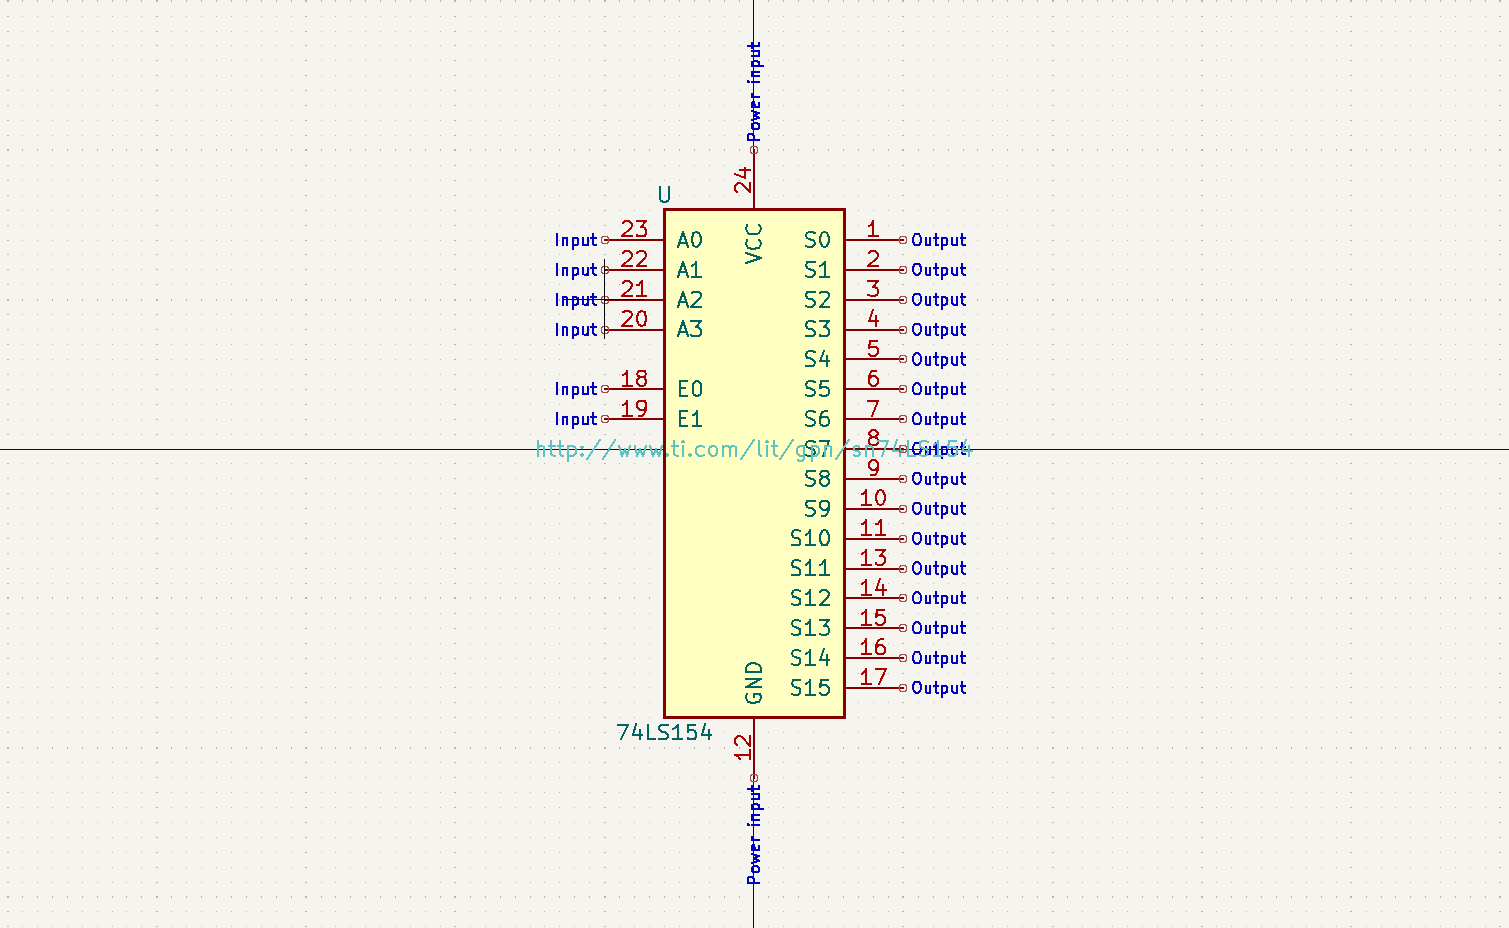 Power input
24
U
VCC
Input 23 A0 S0 1 Output
Input 22 A1 S1 2 Output
Input 21 A2 S2 3 Output
Input 20 A3 S3 4 Output
S4 5 Output
Input 18 E0 S5 6 Output
Input 19 E1 S6 7 Output
S7 8 Output
http://www.ti.com/lit/gpn/sn74LS154
S8 9 Output
S9 10 Output
S10 11 Output
S11 13 Output
S12 14 Output
S13 15 Output
S14 16 Output
S15 17 Output
GND
74LS154
12
Power input